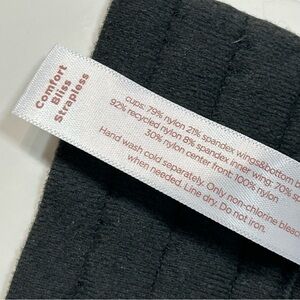 Comfort
Bliss
Strapless
cups: 79% nylon 21% spandex wings&bottom
92% recycled nylon 8% spandex inner wing: 70%
30% nylon center front: 100% nylon
Hand wash cold separately. Only non-chlorine bleach
when needed. Line dry. Do not iron.